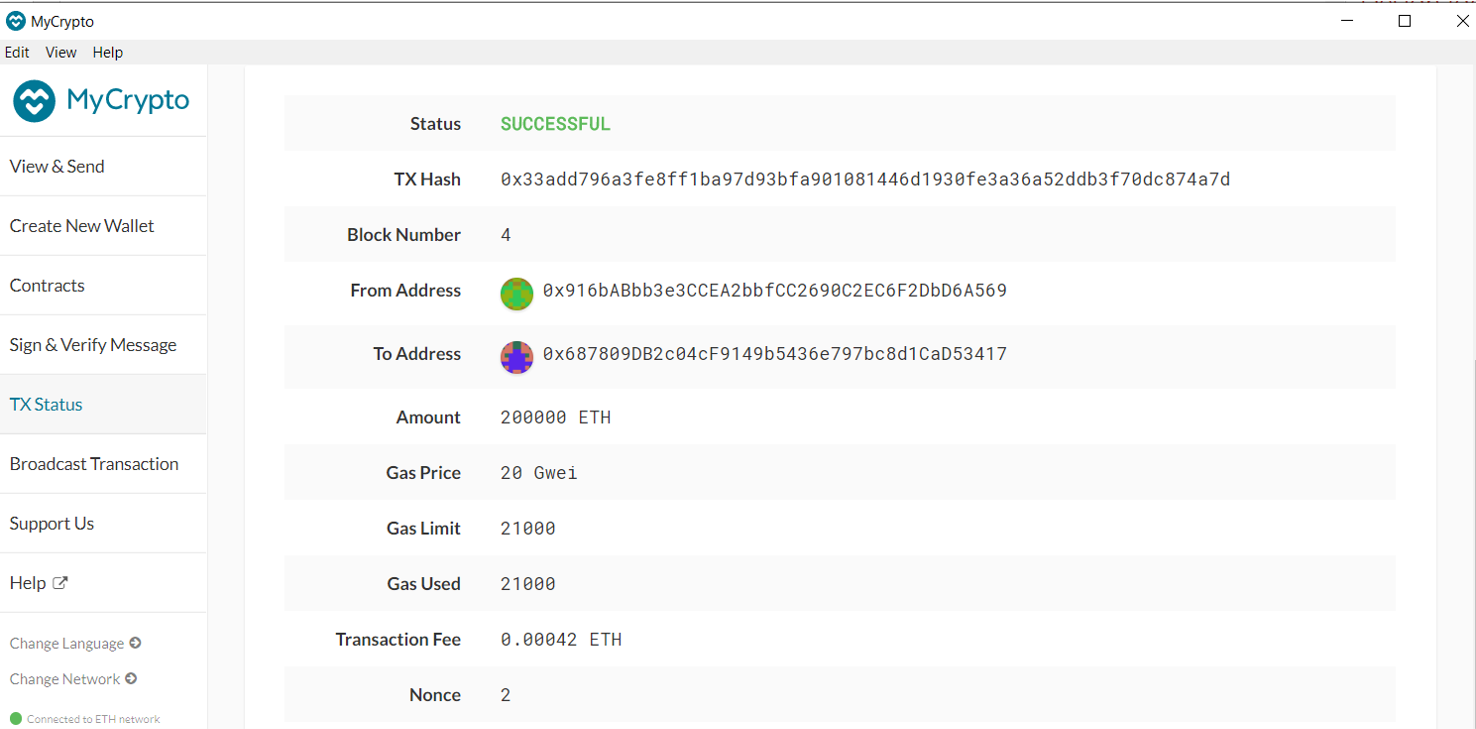 MyCrypto
Edit View Help
MyCrypto
View & Send
Create New Wallet
Contracts
Sign & Verify Message
TX Status
Broadcast Transaction
Support Us
Help
Change Language
Change Network
Connected to ETH network
Status SUCCESSFUL
TX Hash 0x33add796a3fe8ff1ba97d93bfa901081446d1930fe3a36a52ddb3f70dc874a7d
Block Number 4
From Address 0x916bABbb3e3CCEA2bbfCC2690C2EC6F2DbD6A569
To Address 0x687809DB2c04cF9149b5436e797bc8d1CaD53417
Amount 200000 ETH
Gas Price 20 Gwei
Gas Limit 21000
Gas Used 21000
Transaction Fee 0.00042 ETH
Nonce 2